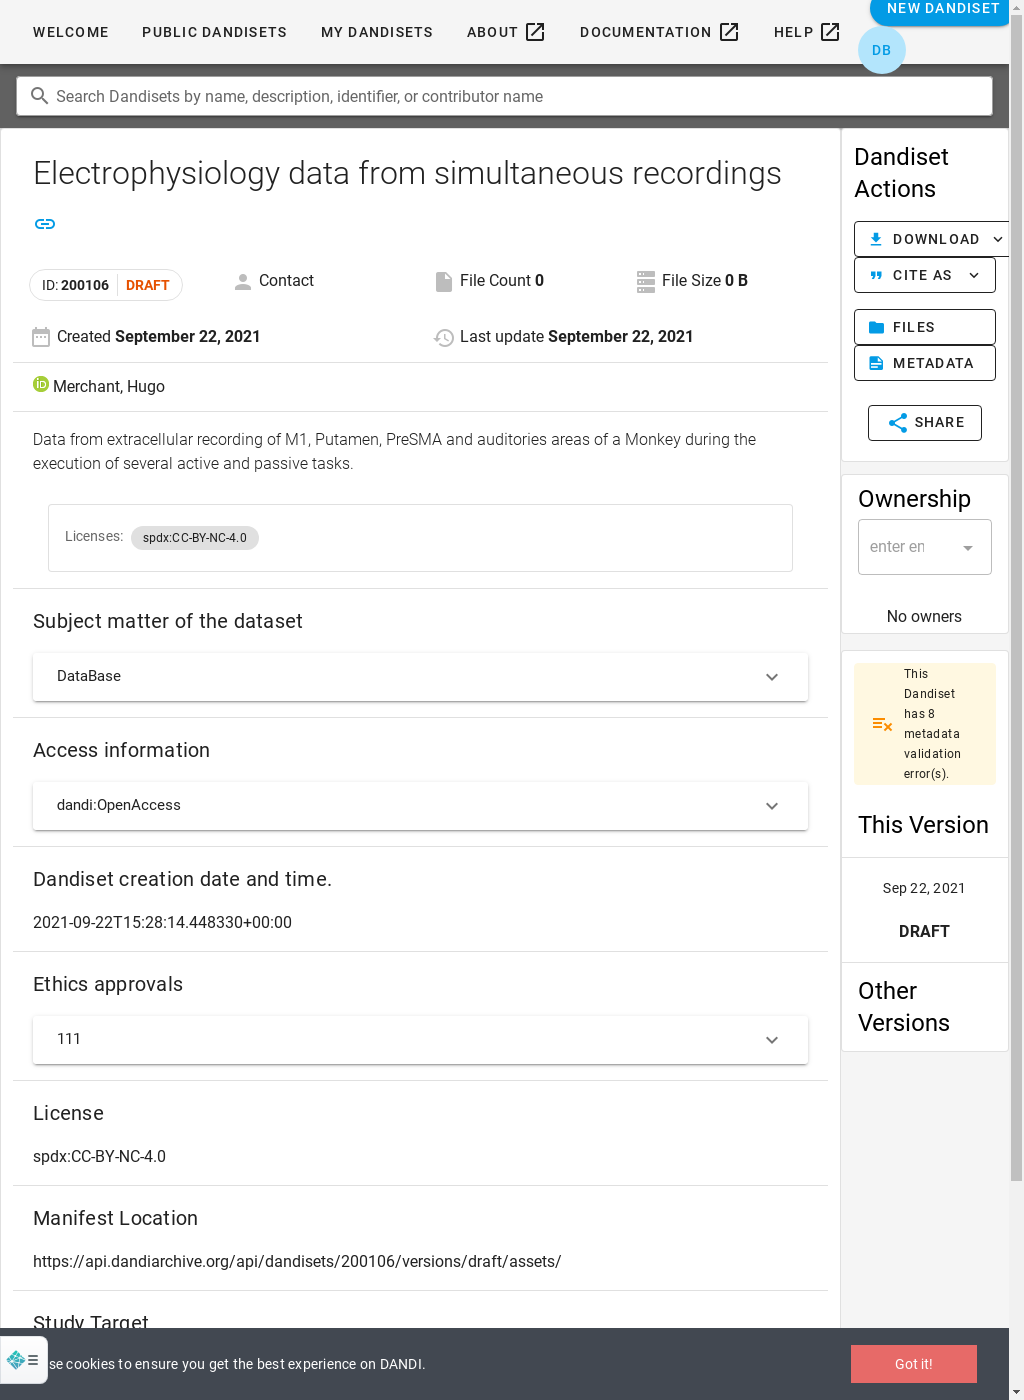 WELCOME PUBLIC DANDISETS MY DANDISETS ABOUT DOCUMENTATION HELP NEW DANDISET
DB
Search Dandisets by name, description, identifier, or contributor name
Electrophysiology data from simultaneous recordings
ID: 200106 DRAFT
Contact
File Count 0
File Size 0 B
Created September 22, 2021
Last update September 22, 2021
Merchant, Hugo
Data from extracellular recording of M1, Putamen, PreSMA and auditories areas of a Monkey during the
execution of several active and passive tasks.
Licenses: spdx:CC-BY-NC-4.0
Subject matter of the dataset
DataBase
Access information
dandi:OpenAccess
Dandiset creation date and time.
2021-09-22T15:28:14.448330+00:00
Ethics approvals
111
License
spdx:CC-BY-NC-4.0
Manifest Location
https://api.dandiarchive.org/api/dandisets/200106/versions/draft/assets/
Study Target
Dandiset
Actions
DOWNLOAD
CITE AS
FILES
METADATA
SHARE
Ownership
enter en
No owners
This
Dandiset
has 8
metadata
validation
error(s).
This Version
Sep 22, 2021
DRAFT
Other
Versions
se cookies to ensure you get the best experience on DANDI.
Got it!